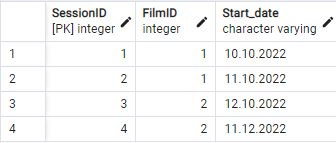 SessionID FilmID Start_date
[PK] integer integer character varying
1 1 1 10.10.2022
2 2 1 11.10.2022
3 3 2 12.10.2022
4 4 2 11.12.2022